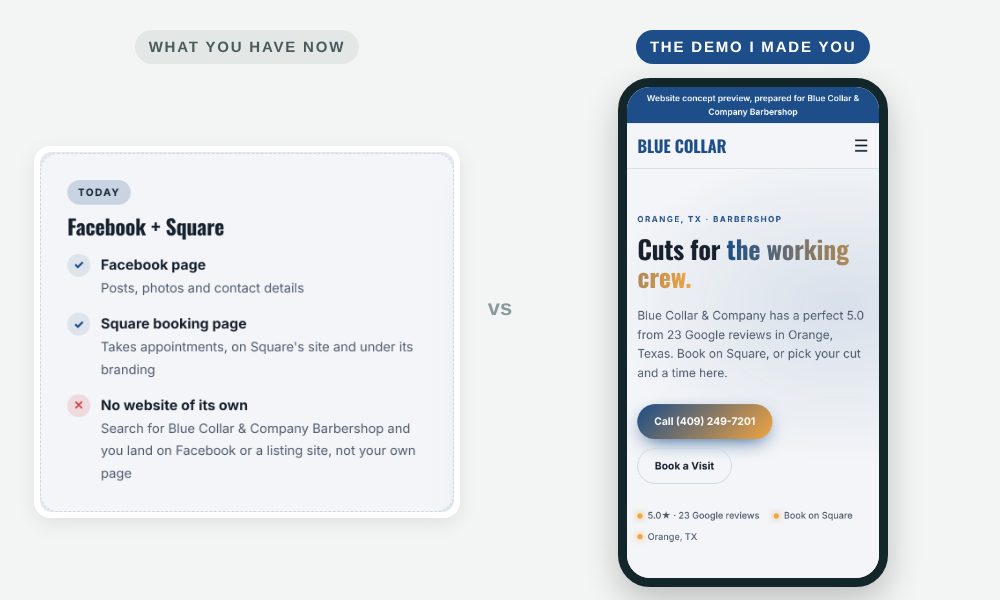 WHAT YOU HAVE NOW
TODAY
Facebook + Square
Facebook page
Posts, photos and contact details
Square booking page
Takes appointments, on Square's site and under its
branding
No website of its own
Search for Blue Collar & Company Barbershop and
you land on Facebook or a listing site, not your own
page
vs
THE DEMO I MADE YOU
Website concept preview, prepared for Blue Collar &
Company Barbershop
BLUE COLLAR
ORANGE, TX · BARBERSHOP
Cuts for the working
crew.
Blue Collar & Company has a perfect 5.0
from 23 Google reviews in Orange,
Texas. Book on Square, or pick your cut
and a time here.
Call (409) 249-7201
Book a Visit
5.0★ · 23 Google reviews Book on Square
Orange, TX